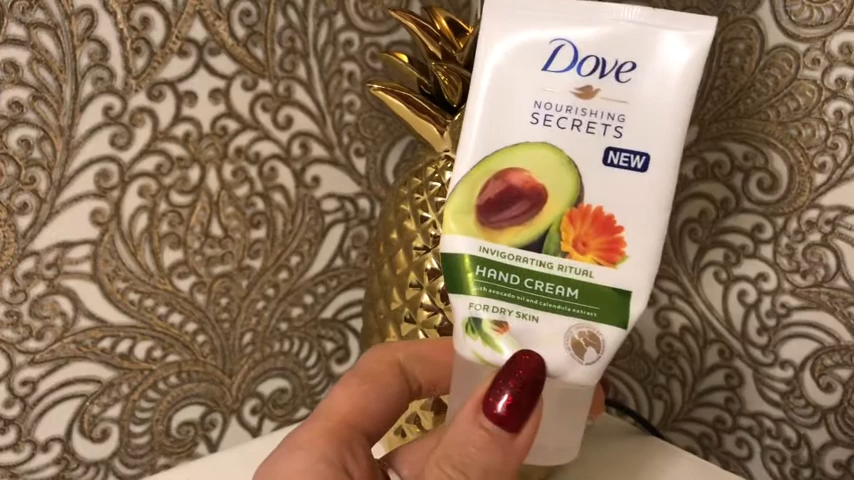 Dove
NOURISHING
SECRETS
NEW
INVIGORATING RITUAL
HAND CREAM
with avocado oil and calendula extract
FOR DRY SKIN